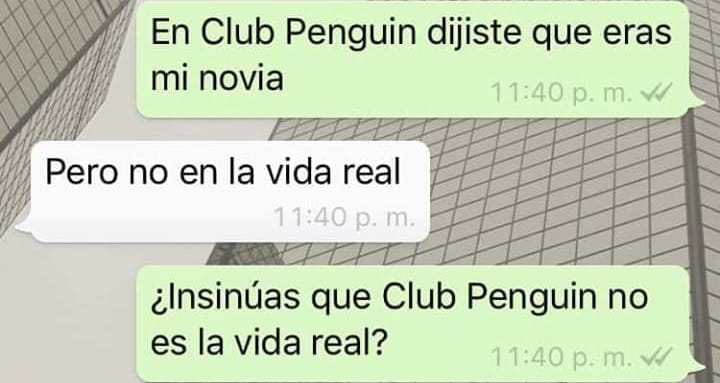 En Club Penguin dijiste que eras
mi novia
11:40 p. m.
Pero no en la vida real
11:40 p. m.
¿Insinúas que Club Penguin no
es la vida real?
11:40 p. m.